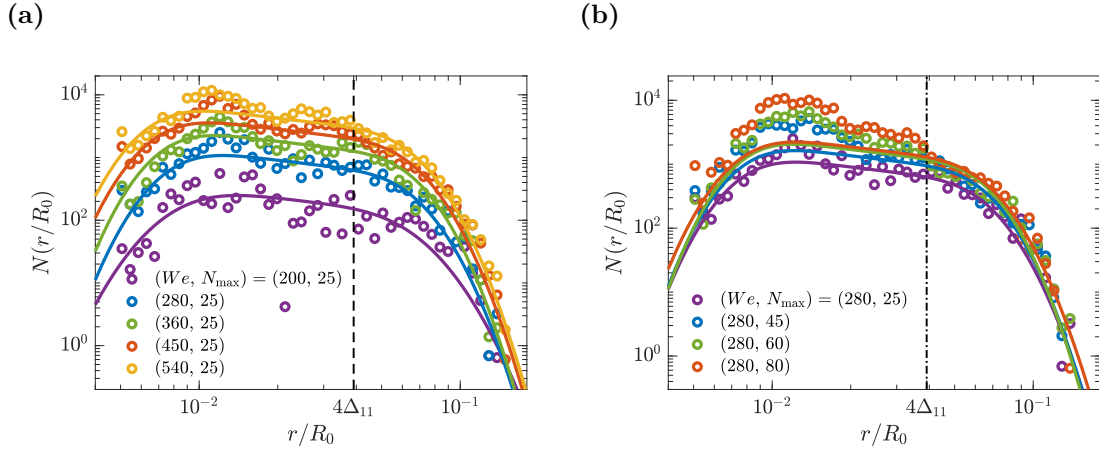 (a)
10^4
10^2
10^0
N(r/R_0)
(We, N_max) = (200, 25)
(280, 25)
(360, 25)
(450, 25)
(540, 25)
10^-2
4Δ_11
10^-1
r/R_0
(b)
10^4
10^2
10^0
N(r/R_0)
(We, N_max) = (280, 25)
(280, 45)
(280, 60)
(280, 80)
10^-2
4Δ_11
10^-1
r/R_0